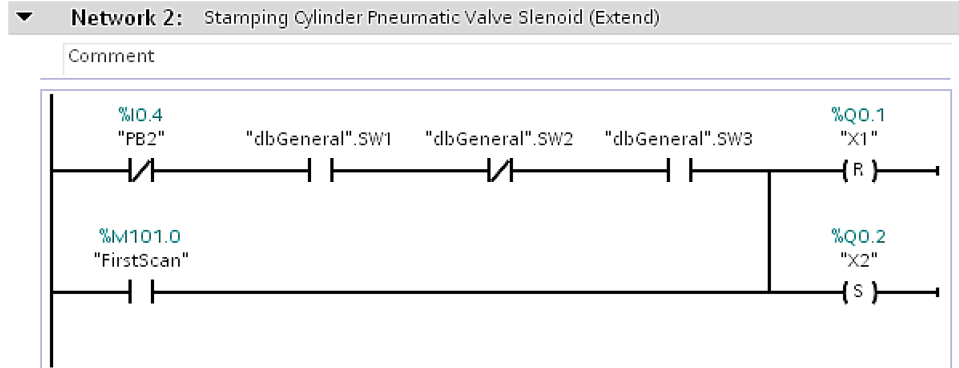 Network 2: Stamping Cylinder Pneumatic Valve Slenoid (Extend)
Comment
%I0.4 %Q0.1
"PB2" "dbGeneral".SW1 "dbGeneral".SW2 "dbGeneral".SW3 "X1"
R
%M101.0 %Q0.2
"FirstScan" "X2"
S